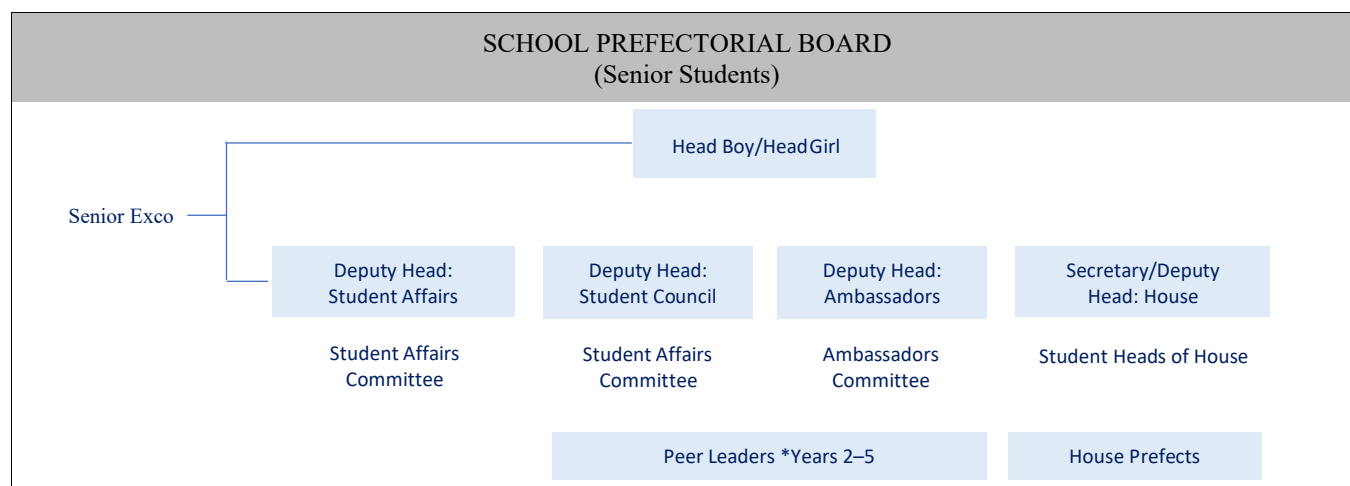 SCHOOL PREFECTORIAL BOARD
(Senior Students)
Head Boy/HeadGirl
Senior Exco
Deputy Head:
Student Affairs
Deputy Head:
Student Council
Deputy Head:
Ambassadors
Secretary/Deputy
Head: House
Student Affairs
Committee
Student Affairs
Committee
Ambassadors
Committee
Student Heads of House
Peer Leaders *Years 2–5
House Prefects